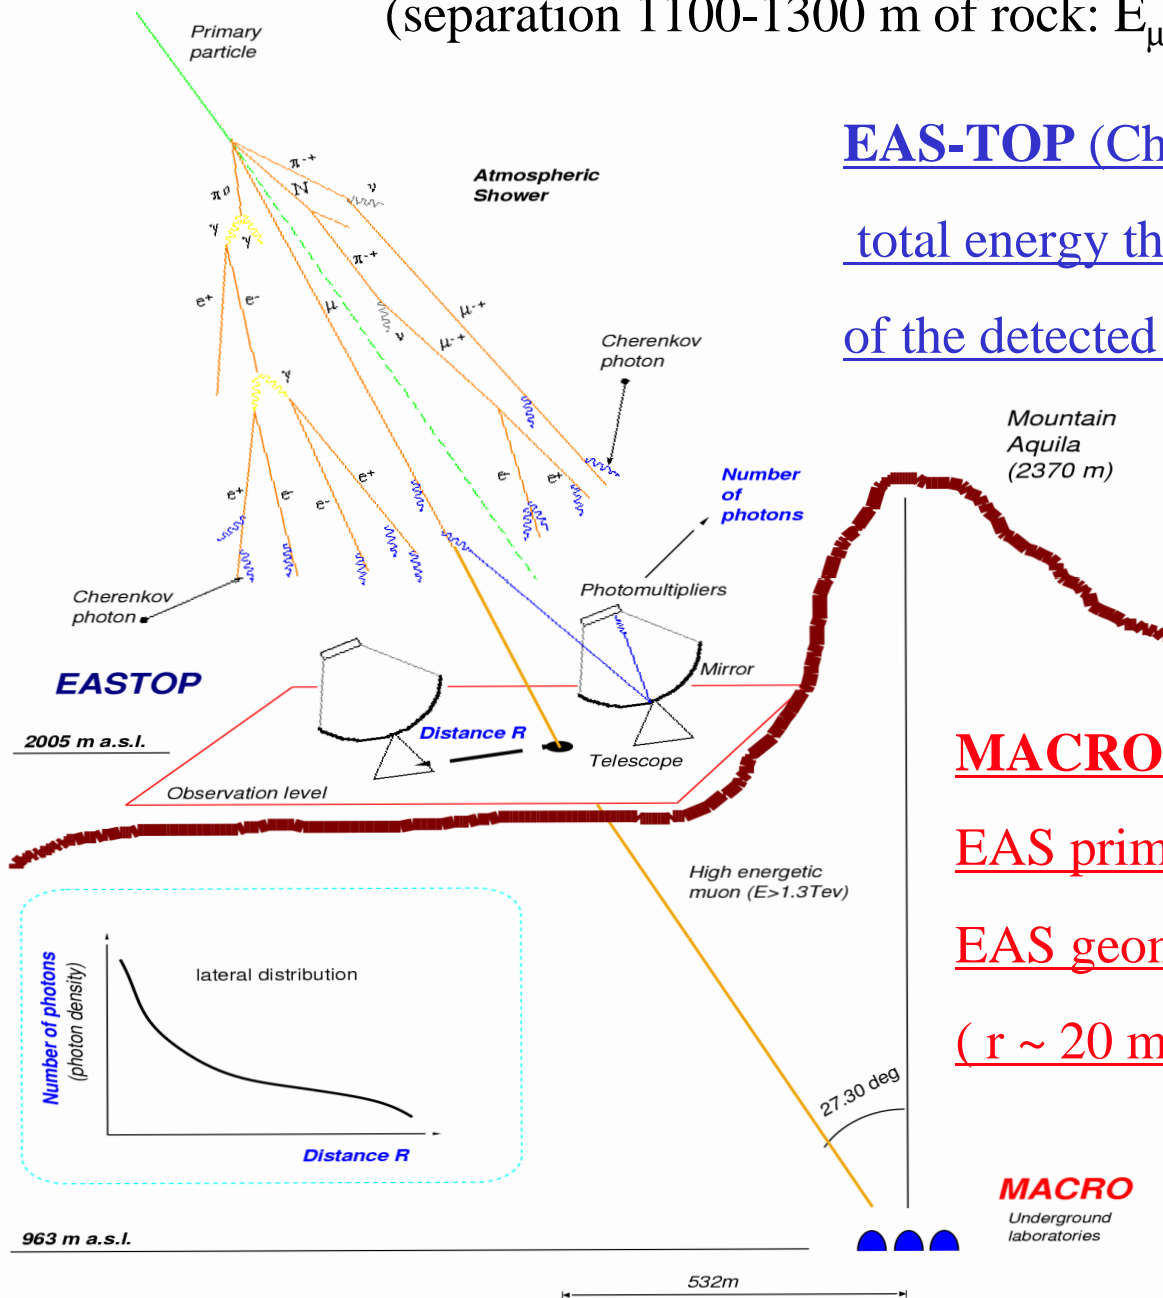 (separation 1100-1300 m of rock: Eμ
Primary
particle
EAS-TOP (Ch
total energy th
of the detected
Atmospheric
Shower
π-+
N
ν
πo
γ
γ
π-+
e+
e-
μ
ν
μ-+
μ-+
Cherenkov
photon
γ
Mountain
Aquila
(2370 m)
e+
e-
e-
e+
e-
e+
Number
of
photons
Cherenkov
photon
Photomultipliers
Mirror
EASTOP
2005 m a.s.l.
Distance R
Telescope
Observation level
MACRO
EAS prim
EAS geon
( r ~ 20 m
High energetic
muon (E>1.3Tev)
Number of photons
(photon density)
lateral distribution
Distance R
27.30 deg
MACRO
Underground
laboratories
963 m a.s.l.
532m